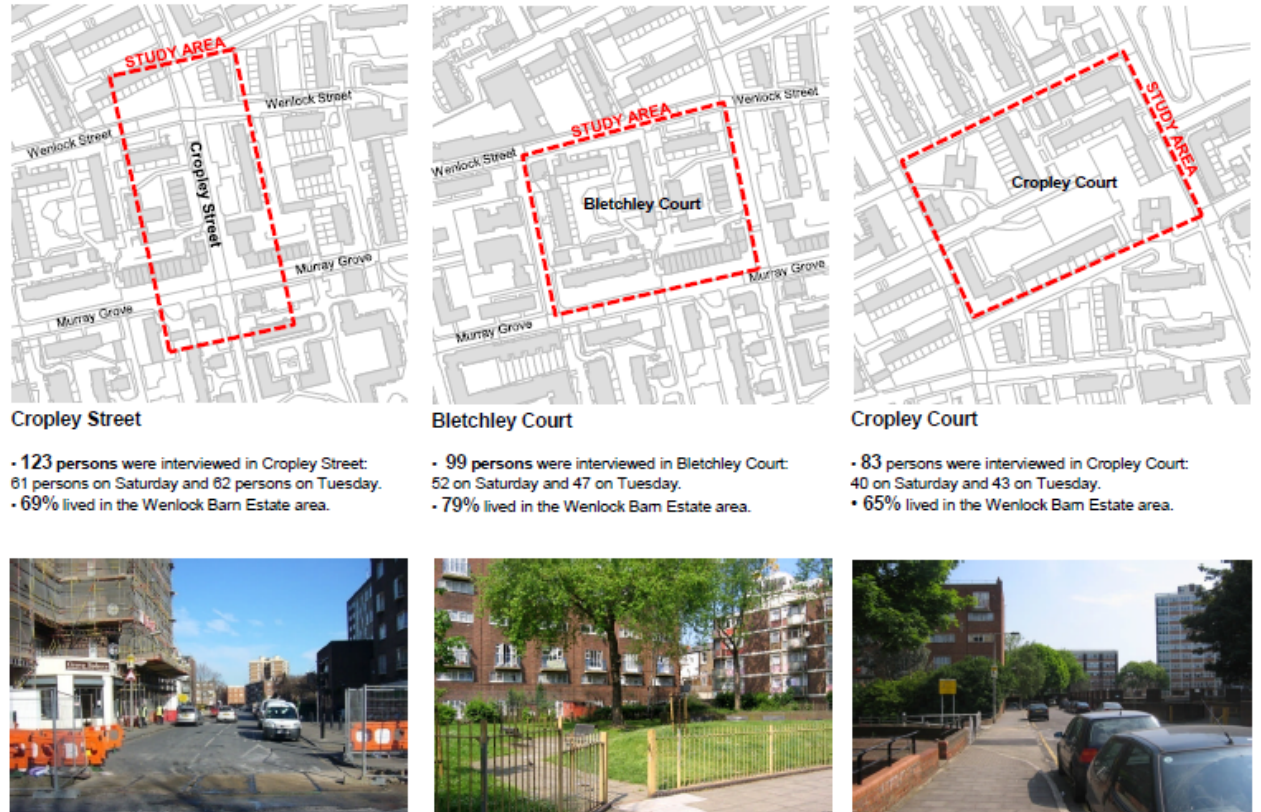 STUDY AREA
Wenlock Street
Wenlock Street
Cropley Street
Murray Grove
Murray Grove
STUDY AREA
Wenlock Street
Wenlock Street
Bletchley Court
Murray Grove
Murray Grove
STUDY AREA
Cropley Court
Cropley Street
• 123 persons were interviewed in Cropley Street:
61 persons on Saturday and 62 persons on Tuesday.
• 69% lived in the Wenlock Barn Estate area.
Bletchley Court
• 99 persons were interviewed in Bletchley Court:
52 on Saturday and 47 on Tuesday.
• 79% lived in the Wenlock Barn Estate area.
Cropley Court
• 83 persons were interviewed in Cropley Court:
40 on Saturday and 43 on Tuesday.
• 65% lived in the Wenlock Barn Estate area.